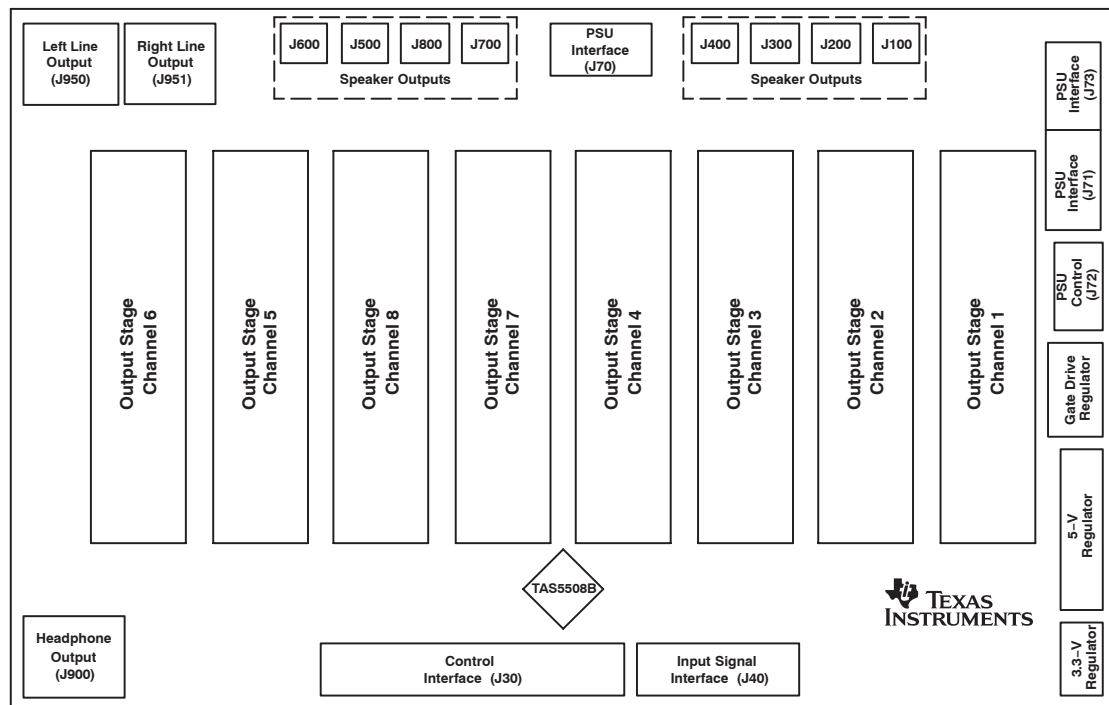 Left Line
Output
(J950)
Right Line
Output
(J951)
J600
J500
J800
J700
Speaker Outputs
PSU
Interface
(J70)
J400
J300
J200
J100
Speaker Outputs
PSU
Interface
(J73)
PSU
Interface
(J71)
PSU
Control
(J72)
Gate Drive
Regulator
5–V
Regulator
3.3–V
Regulator
Output Stage
Channel 6
Output Stage
Channel 5
Output Stage
Channel 8
Output Stage
Channel 7
Output Stage
Channel 4
Output Stage
Channel 3
Output Stage
Channel 2
Output Stage
Channel 1
TAS5508B
TEXAS
INSTRUMENTS
Headphone
Output
(J900)
Control
Interface (J30)
Input Signal
Interface (J40)